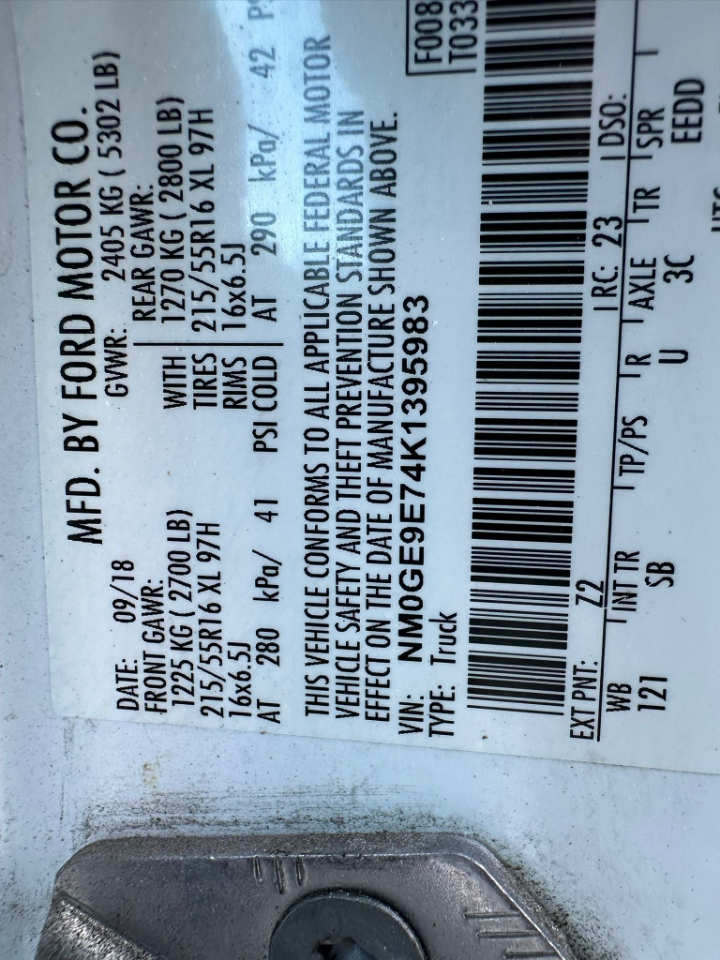 MFD. BY FORD MOTOR CO.
DATE: 09/18 GVWR: 2405 KG ( 5302 LB)
FRONT GAWR: REAR GAWR:
1225 KG ( 2700 LB) WITH 1270 KG ( 2800 LB)
215/55R16 XL 97H TIRES 215/55R16 XL 97H
16x6.5J RIMS 16x6.5J
AT 280 kPa/ 41 PSI COLD AT 290 kPa/ 42
THIS VEHICLE CONFORMS TO ALL APPLICABLE FEDERAL MOTOR
VEHICLE SAFETY AND THEFT PREVENTION STANDARDS IN
EFFECT ON THE DATE OF MANUFACTURE SHOWN ABOVE.
VIN: NM0GE9E74K1395983 F008
TYPE: Truck T033
EXT PNT: Z2 RC: 23 DSO:
WB INT TR TP/PS R AXLE TR SPR
121 SB U 3C EEDD